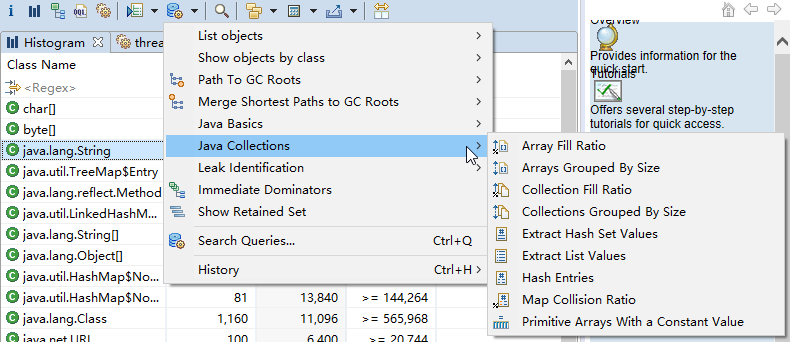 i OQL
Histogram threa
Class Name
<Regex>
char[]
byte[]
java.lang.String
java.util.TreeMap$Entry
java.lang.reflect.Method
java.util.LinkedHashM...
java.lang.String[]
java.lang.Object[]
java.util.HashMap$No...
java.util.HashMap$No... 81 13,840 >= 144,264
java.lang.Class 1,160 11,096 >= 565,968
java.net.URL 100 6,400 >= 20,744
List objects
Show objects by class
Path To GC Roots
Merge Shortest Paths to GC Roots
Java Basics
Java Collections
Leak Identification
Immediate Dominators
Show Retained Set
Search Queries... Ctrl+Q
History Ctrl+H
Array Fill Ratio
Arrays Grouped By Size
Collection Fill Ratio
Collections Grouped By Size
Extract Hash Set Values
Extract List Values
Hash Entries
Map Collision Ratio
Primitive Arrays With a Constant Value
Overview
Provides information for the
quick start.
Tutorials
Offers several step-by-step
tutorials for quick access.